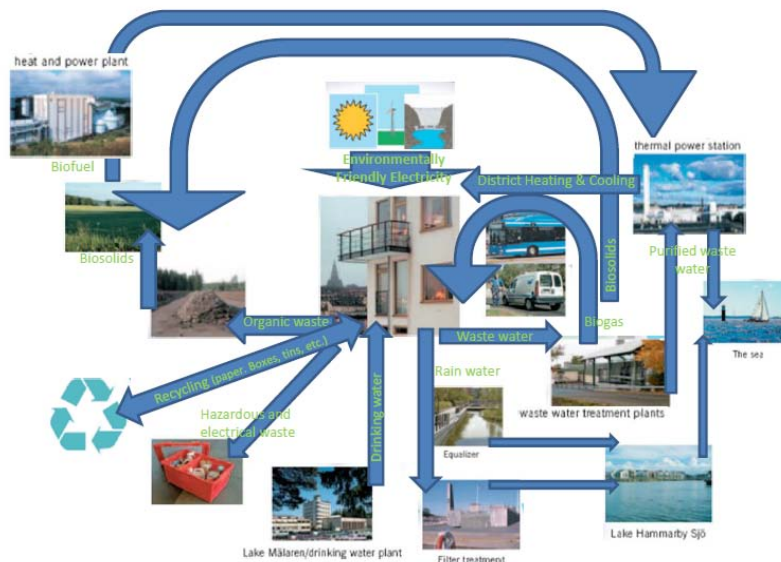 heat and power plant
thermal power station
Biofuel
Environmentally
Friendly Electricity
District Heating & Cooling
Biosolids
Biosolids
Purified waste
water
Organic waste
Waste water
Biogas
The sea
Recycling (paper. Boxes, tins, etc.)
Rain water
Drinking water
waste water treatment plants
Hazardous and
electrical waste
Equalizer
Lake Mälaren/drinking water plant
Filter treatment
Lake Hammarby Sjö